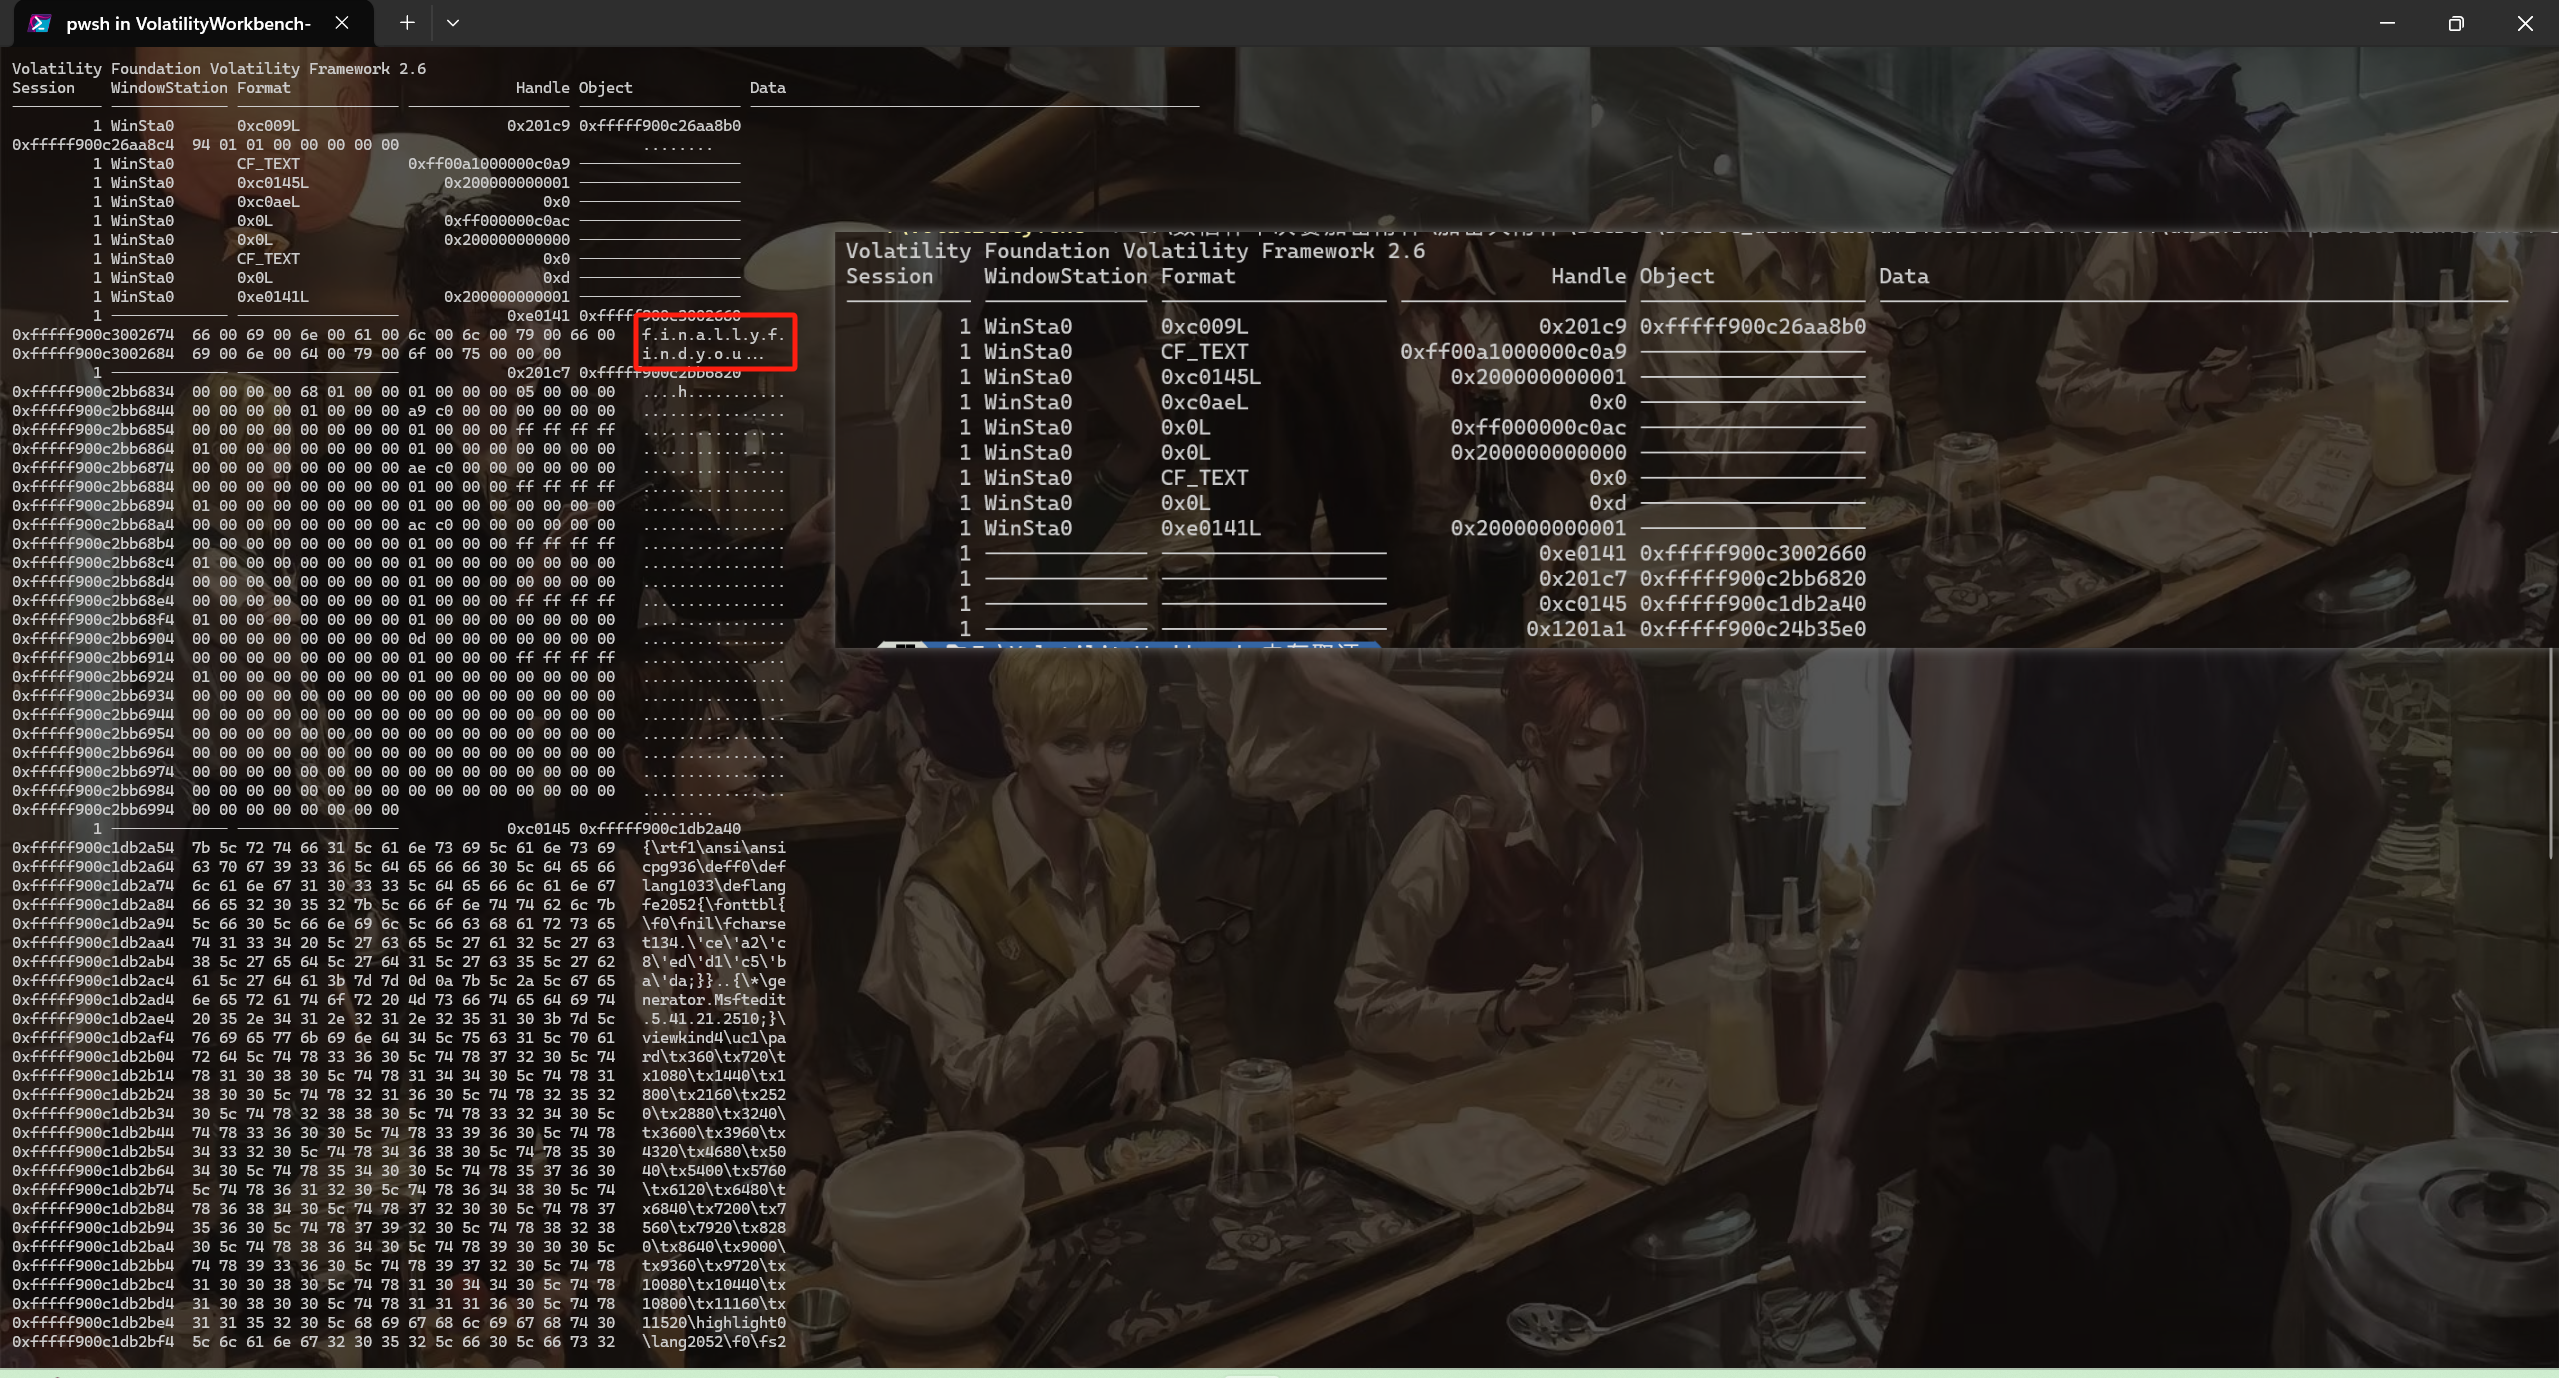 pwsh in VolatilityWorkbench-
Volatility Foundation Volatility Framework 2.6
Session WindowStation Format Handle Object Data
1 WinSta0 0xc009L 0x201c9 0xfffff900c26aa8b0
0xfffff900c26aa8c4 94 01 01 00 00 00 00 00 ........
1 WinSta0 CF_TEXT 0xff00a1000000c0a9
1 WinSta0 0xc0145L 0x200000000001
1 WinSta0 0xc0aeL 0x0
1 WinSta0 0x0L 0xff000000c0ac
1 WinSta0 0x0L 0x200000000000
1 WinSta0 CF_TEXT 0x0
1 WinSta0 0x0L 0xd
1 WinSta0 0xe0141L 0x200000000001
1 0xe0141 0xfffff900c3002660
0xfffff900c3002674 66 00 69 00 6e 00 61 00 6c 00 6c 00 79 00 66 00 f.i.n.a.l.l.y.f.
0xfffff900c3002684 69 00 6e 00 64 00 79 00 6f 00 75 00 00 00 i.n.d.y.o.u...
1 0x201c7 0xfffff900c2bb6820
0xfffff900c2bb6834 00 00 00 00 68 01 00 00 01 00 00 00 05 00 00 00 ....h...........
0xfffff900c2bb6844 00 00 00 00 01 00 00 00 a9 c0 00 00 00 00 00 00 ................
0xfffff900c2bb6854 00 00 00 00 00 00 00 00 01 00 00 00 ff ff ff ff ................
0xfffff900c2bb6864 01 00 00 00 00 00 00 00 01 00 00 00 00 00 00 00 ................
0xfffff900c2bb6874 00 00 00 00 00 00 00 00 ae c0 00 00 00 00 00 00 ................
0xfffff900c2bb6884 00 00 00 00 00 00 00 00 01 00 00 00 ff ff ff ff ................
0xfffff900c2bb6894 01 00 00 00 00 00 00 00 01 00 00 00 00 00 00 00 ................
0xfffff900c2bb68a4 00 00 00 00 00 00 00 00 ac c0 00 00 00 00 00 00 ................
0xfffff900c2bb68b4 00 00 00 00 00 00 00 00 01 00 00 00 ff ff ff ff ................
0xfffff900c2bb68c4 01 00 00 00 00 00 00 00 01 00 00 00 00 00 00 00 ................
0xfffff900c2bb68d4 00 00 00 00 00 00 00 00 01 00 00 00 00 00 00 00 ................
0xfffff900c2bb68e4 00 00 00 00 00 00 00 00 01 00 00 00 ff ff ff ff ................
0xfffff900c2bb68f4 01 00 00 00 00 00 00 00 01 00 00 00 00 00 00 00 ................
0xfffff900c2bb6904 00 00 00 00 00 00 00 00 0d 00 00 00 00 00 00 00 ................
0xfffff900c2bb6914 00 00 00 00 00 00 00 00 01 00 00 00 ff ff ff ff ................
0xfffff900c2bb6924 01 00 00 00 00 00 00 00 01 00 00 00 00 00 00 00 ................
0xfffff900c2bb6934 00 00 00 00 00 00 00 00 00 00 00 00 00 00 00 00 ................
0xfffff900c2bb6944 00 00 00 00 00 00 00 00 00 00 00 00 00 00 00 00 ................
0xfffff900c2bb6954 00 00 00 00 00 00 00 00 00 00 00 00 00 00 00 00 ................
0xfffff900c2bb6964 00 00 00 00 00 00 00 00 00 00 00 00 00 00 00 00 ................
0xfffff900c2bb6974 00 00 00 00 00 00 00 00 00 00 00 00 00 00 00 00 ................
0xfffff900c2bb6984 00 00 00 00 00 00 00 00 00 00 00 00 00 00 00 00 ................
0xfffff900c2bb6994 00 00 00 00 00 00 00 00 ........
1 0xc0145 0xfffff900c1db2a40
0xfffff900c1db2a54 7b 5c 72 74 66 31 5c 61 6e 73 69 5c 61 6e 73 69 {\rtf1\ansi\ansi
0xfffff900c1db2a64 63 70 67 39 33 36 5c 64 65 66 66 30 5c 64 65 66 cpg936\deff0\def
0xfffff900c1db2a74 6c 61 6e 67 31 30 33 33 5c 64 65 66 6c 61 6e 67 lang1033\deflang
0xfffff900c1db2a84 66 65 32 30 35 32 7b 5c 66 6f 6e 74 74 62 6c 7b fe2052{\fonttbl{
0xfffff900c1db2a94 5c 66 30 5c 66 6e 69 6c 5c 66 63 68 61 72 73 65 \f0\fnil\fcharse
0xfffff900c1db2aa4 74 31 33 34 20 5c 27 63 65 5c 27 61 32 5c 27 63 t134.\'ce\'a2\'c
0xfffff900c1db2ab4 38 5c 27 65 64 5c 27 64 31 5c 27 63 35 5c 27 62 8\'ed\'d1\'c5\'b
0xfffff900c1db2ac4 61 5c 27 64 61 3b 7d 7d 0d 0a 7b 5c 2a 5c 67 65 a\'da;}}..{\*\ge
0xfffff900c1db2ad4 6e 65 72 61 74 6f 72 20 4d 73 66 74 65 64 69 74 nerator.Msftedit
0xfffff900c1db2ae4 20 35 2e 34 31 2e 32 31 2e 32 35 31 30 3b 7d 5c .5.41.21.2510;}\
0xfffff900c1db2af4 76 69 65 77 6b 69 6e 64 34 5c 75 63 31 5c 70 61 viewkind4\uc1\pa
0xfffff900c1db2b04 72 64 5c 74 78 33 36 30 5c 74 78 37 32 30 5c 74 rd\tx360\tx720\t
0xfffff900c1db2b14 78 31 30 38 30 5c 74 78 31 34 34 30 5c 74 78 31 x1080\tx1440\tx1
0xfffff900c1db2b24 38 30 30 5c 74 78 32 31 36 30 5c 74 78 32 35 32 800\tx2160\tx252
0xfffff900c1db2b34 30 5c 74 78 32 38 38 30 5c 74 78 33 32 34 30 5c 0\tx2880\tx3240\
0xfffff900c1db2b44 74 78 33 36 30 30 5c 74 78 33 39 36 30 5c 74 78 tx3600\tx3960\tx
0xfffff900c1db2b54 34 33 32 30 5c 74 78 34 36 38 30 5c 74 78 35 30 4320\tx4680\tx50
0xfffff900c1db2b64 34 30 5c 74 78 35 34 30 30 5c 74 78 35 37 36 30 40\tx5400\tx5760
0xfffff900c1db2b74 5c 74 78 36 31 32 30 5c 74 78 36 34 38 30 5c 74 \tx6120\tx6480\t
0xfffff900c1db2b84 78 36 38 34 30 5c 74 78 37 32 30 30 5c 74 78 37 x6840\tx7200\tx7
0xfffff900c1db2b94 35 36 30 5c 74 78 37 39 32 30 5c 74 78 38 32 38 560\tx7920\tx828
0xfffff900c1db2ba4 30 5c 74 78 38 36 34 30 5c 74 78 39 30 30 30 5c 0\tx8640\tx9000\
0xfffff900c1db2bb4 74 78 39 33 36 30 5c 74 78 39 37 32 30 5c 74 78 tx9360\tx9720\tx
0xfffff900c1db2bc4 31 30 30 38 30 5c 74 78 31 30 34 34 30 5c 74 78 10080\tx10440\tx
0xfffff900c1db2bd4 31 30 38 30 30 5c 74 78 31 31 31 36 30 5c 74 78 10800\tx11160\tx
0xfffff900c1db2be4 31 31 35 32 30 5c 68 69 67 68 6c 69 67 68 74 30 11520\highlight0
0xfffff900c1db2bf4 5c 6c 61 6e 67 32 30 35 32 5c 66 30 5c 66 73 32 \lang2052\f0\fs2
Volatility Foundation Volatility Framework 2.6
Session WindowStation Format Handle Object Data
1 WinSta0 0xc009L 0x201c9 0xfffff900c26aa8b0
1 WinSta0 CF_TEXT 0xff00a1000000c0a9
1 WinSta0 0xc0145L 0x200000000001
1 WinSta0 0xc0aeL 0x0
1 WinSta0 0x0L 0xff000000c0ac
1 WinSta0 0x0L 0x200000000000
1 WinSta0 CF_TEXT 0x0
1 WinSta0 0x0L 0xd
1 WinSta0 0xe0141L 0x200000000001
1 0xe0141 0xfffff900c3002660
1 0x201c7 0xfffff900c2bb6820
1 0xc0145 0xfffff900c1db2a40
1 0x1201a1 0xfffff900c24b35e0